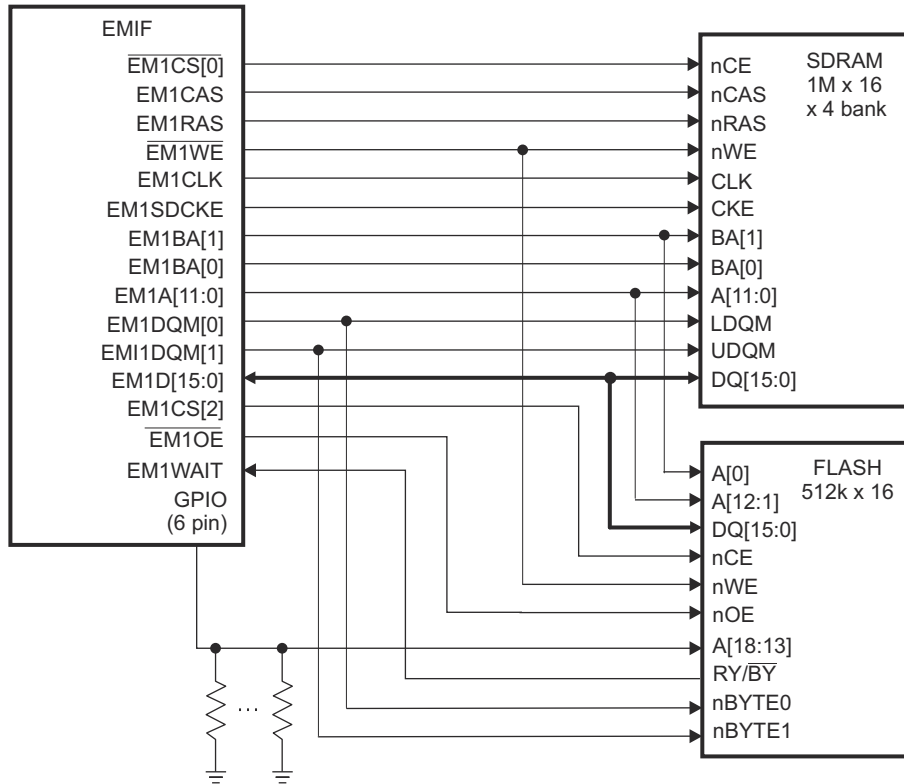 EMIF
EM1CS[0]
EM1CAS
EM1RAS
EM1WE
EM1CLK
EM1SDCKE
EM1BA[1]
EM1BA[0]
EM1A[11:0]
EM1DQM[0]
EMI1DQM[1]
EM1D[15:0]
EM1CS[2]
EM1OE
EM1WAIT
GPIO
(6 pin)
SDRAM
1M x 16
x 4 bank
nCE
nCAS
nRAS
nWE
CLK
CKE
BA[1]
BA[0]
A[11:0]
LDQM
UDQM
DQ[15:0]
FLASH
512k x 16
A[0]
A[12:1]
DQ[15:0]
nCE
nWE
nOE
A[18:13]
RY/BY
nBYTE0
nBYTE1
...